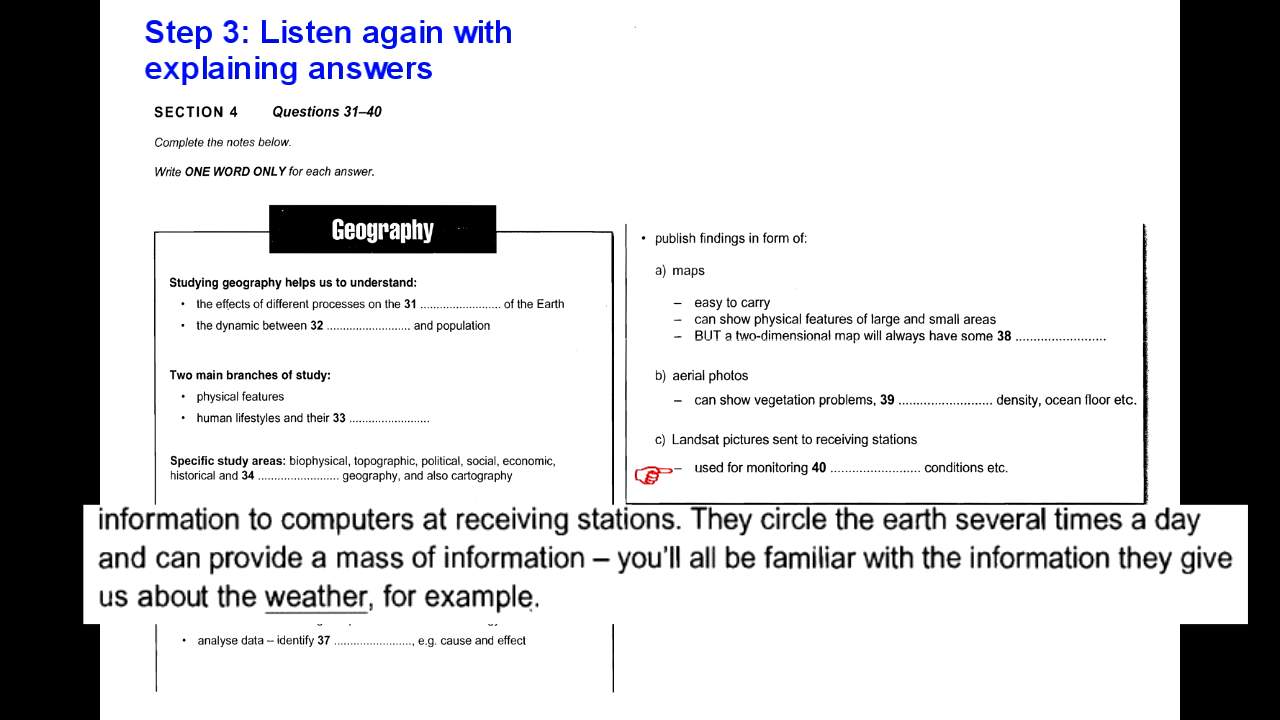 Step 3: Listen again with
explaining answers
SECTION 4 Questions 31–40
Complete the notes below.
Write ONE WORD ONLY for each answer.
Geography
Studying geography helps us to understand:
• the effects of different processes on the 31 ........................ of the Earth
• the dynamic between 32 ......................... and population
Two main branches of study:
• physical features
• human lifestyles and their 33 ........................
Specific study areas: biophysical, topographic, political, social, economic,
historical and 34 ........................ geography, and also cartography
• publish findings in form of:
a) maps
– easy to carry
– can show physical features of large and small areas
– BUT a two-dimensional map will always have some 38 ........................
b) aerial photos
– can show vegetation problems, 39 ......................... density, ocean floor etc.
c) Landsat pictures sent to receiving stations
– used for monitoring 40 ........................ conditions etc.
information to computers at receiving stations. They circle the earth several times a day
and can provide a mass of information – you'll all be familiar with the information they give
us about the weather, for example.
• analyse data – identify 37 ......................., e.g. cause and effect